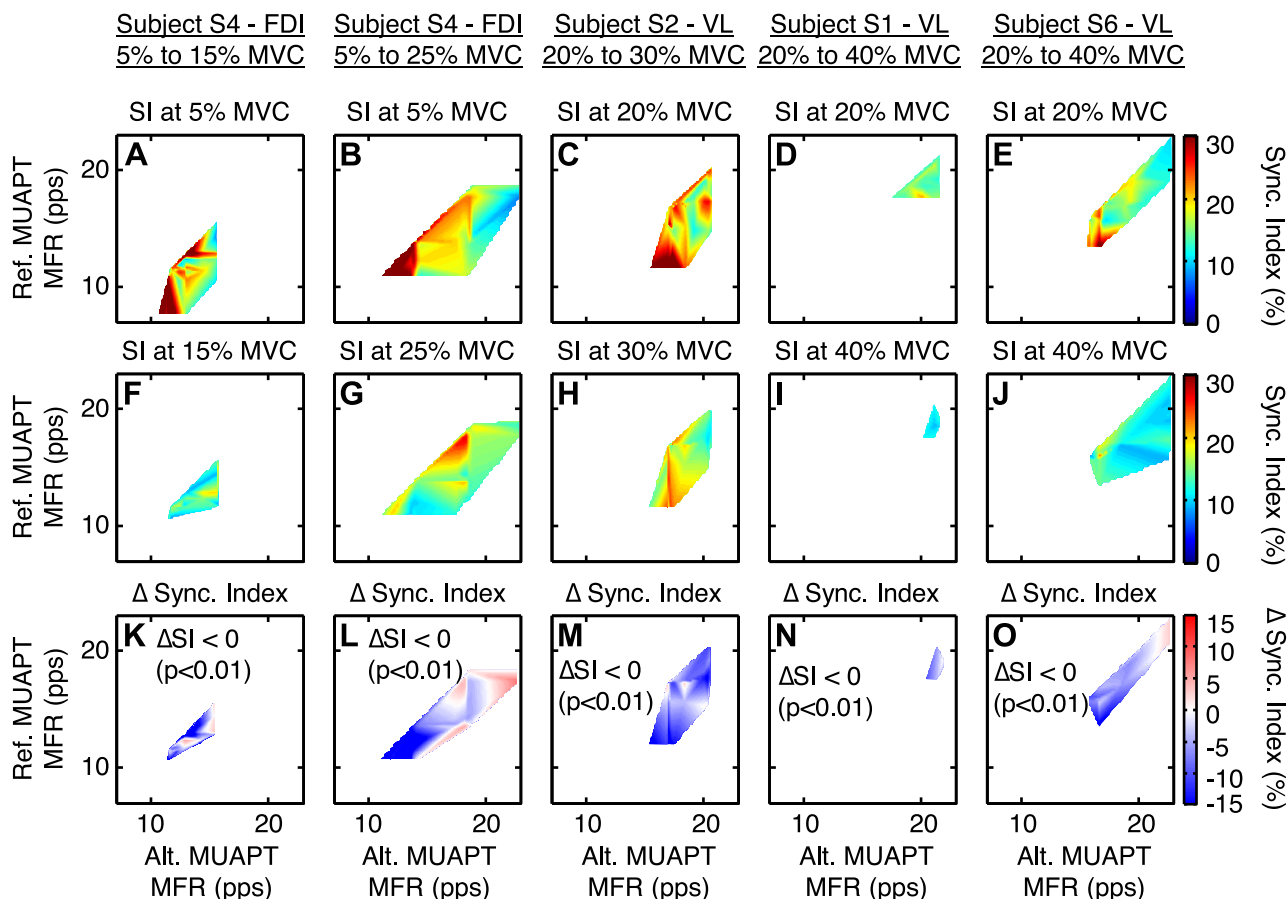 Subject S4 - FDI
5% to 15% MVC
Subject S4 - FDI
5% to 25% MVC
Subject S2 - VL
20% to 30% MVC
Subject S1 - VL
20% to 40% MVC
Subject S6 - VL
20% to 40% MVC
SI at 5% MVC
SI at 5% MVC
SI at 20% MVC
SI at 20% MVC
SI at 20% MVC
Ref. MUAPT
MFR (pps)
20
10
A
B
C
D
E
30
20
10
0
Sync. Index (%)
SI at 15% MVC
SI at 25% MVC
SI at 30% MVC
SI at 40% MVC
SI at 40% MVC
Ref. MUAPT
MFR (pps)
20
10
F
G
H
I
J
30
20
10
0
Sync. Index (%)
Δ Sync. Index
Δ Sync. Index
Δ Sync. Index
Δ Sync. Index
Δ Sync. Index
Ref. MUAPT
MFR (pps)
20
10
K
ΔSI < 0
(p<0.01)
L
ΔSI < 0
(p<0.01)
M
ΔSI < 0
(p<0.01)
N
ΔSI < 0
(p<0.01)
O
ΔSI < 0
(p<0.01)
15
10
5
0
-5
-10
-15
Δ Sync. Index (%)
10 20
10 20
10 20
10 20
10 20
Alt. MUAPT
MFR (pps)
Alt. MUAPT
MFR (pps)
Alt. MUAPT
MFR (pps)
Alt. MUAPT
MFR (pps)
Alt. MUAPT
MFR (pps)